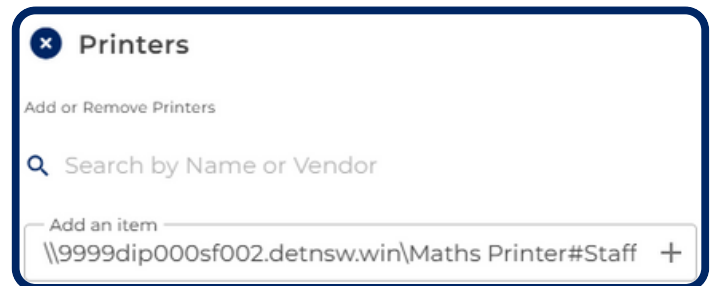 Printers
Add or Remove Printers
Search by Name or Vendor
Add an item
\\9999dip000sf002.detnsw.win\Maths Printer#Staff +